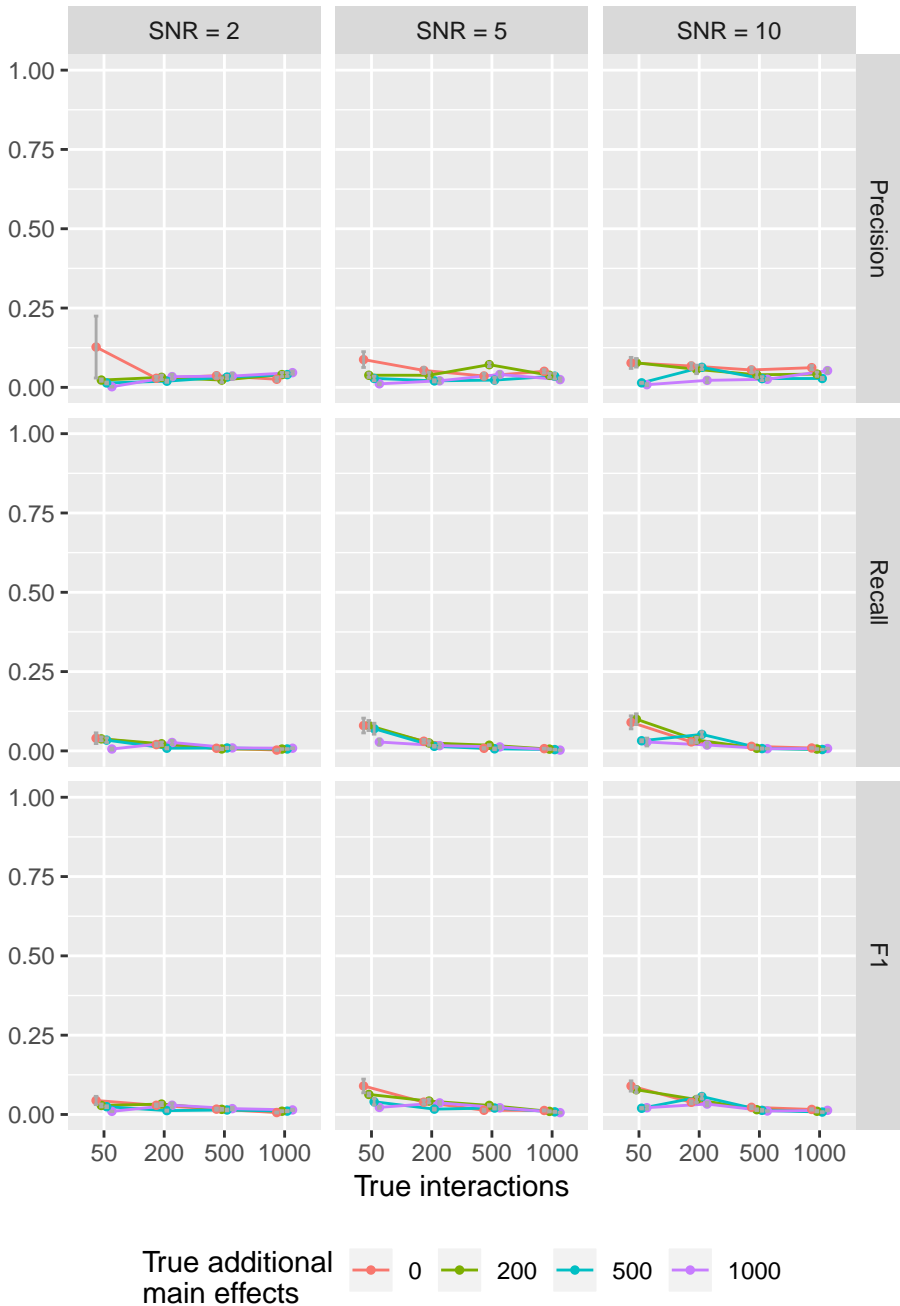 SNR = 2
SNR = 5
SNR = 10
1.00
0.75
0.50
0.25
0.00
Precision
1.00
0.75
0.50
0.25
0.00
Recall
1.00
0.75
0.50
0.25
0.00
F1
50 200 500 1000
50 200 500 1000
50 200 500 1000
True interactions
True additional
main effects
0
200
500
1000